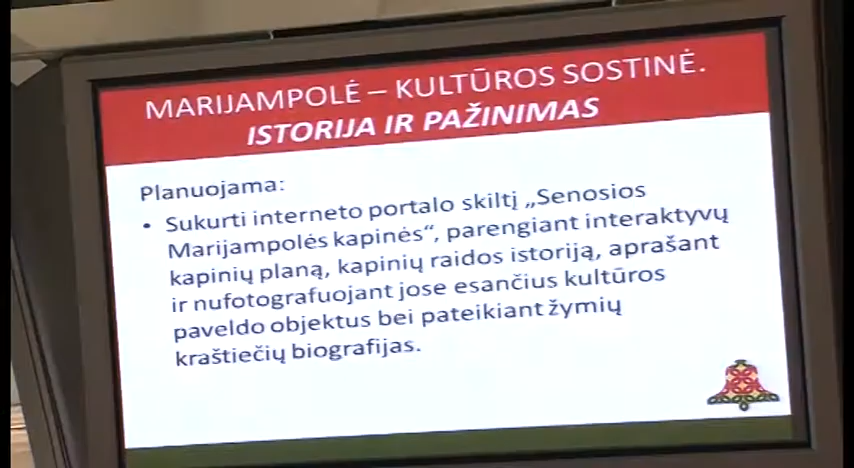 MARIJAMPOLĖ – KULTŪROS SOSTINĖ.
ISTORIJA IR PAŽINIMAS
Planuojama:
• Sukurti interneto portalo skiltį „Senosios
Marijampolės kapinės“, parengiant interaktyvų
kapinių planą, kapinių raidos istoriją, aprašant
ir nufotografuojant jose esančius kultūros
paveldo objektus bei pateikiant žymių
kraštiečių biografijas.